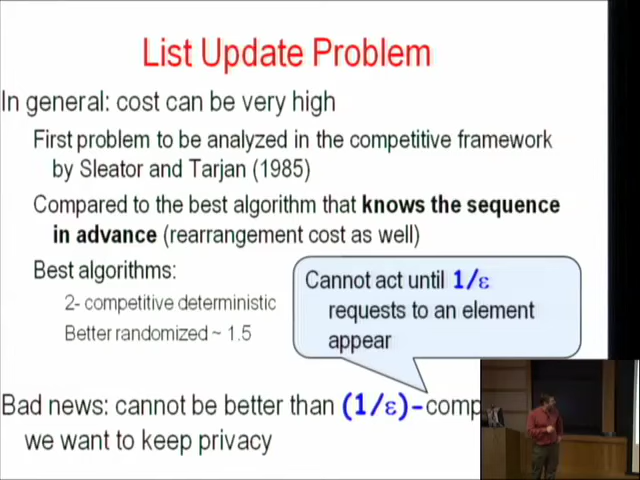 List Update Problem
In general: cost can be very high
First problem to be analyzed in the competitive framework
by Sleator and Tarjan (1985)
Compared to the best algorithm that knows the sequence
in advance (rearrangement cost as well)
Best algorithms:
2- competitive deterministic
Better randomized ~ 1.5
Cannot act until 1/ε
requests to an element
appear
Bad news: cannot be better than (1/ε)-comp
we want to keep privacy